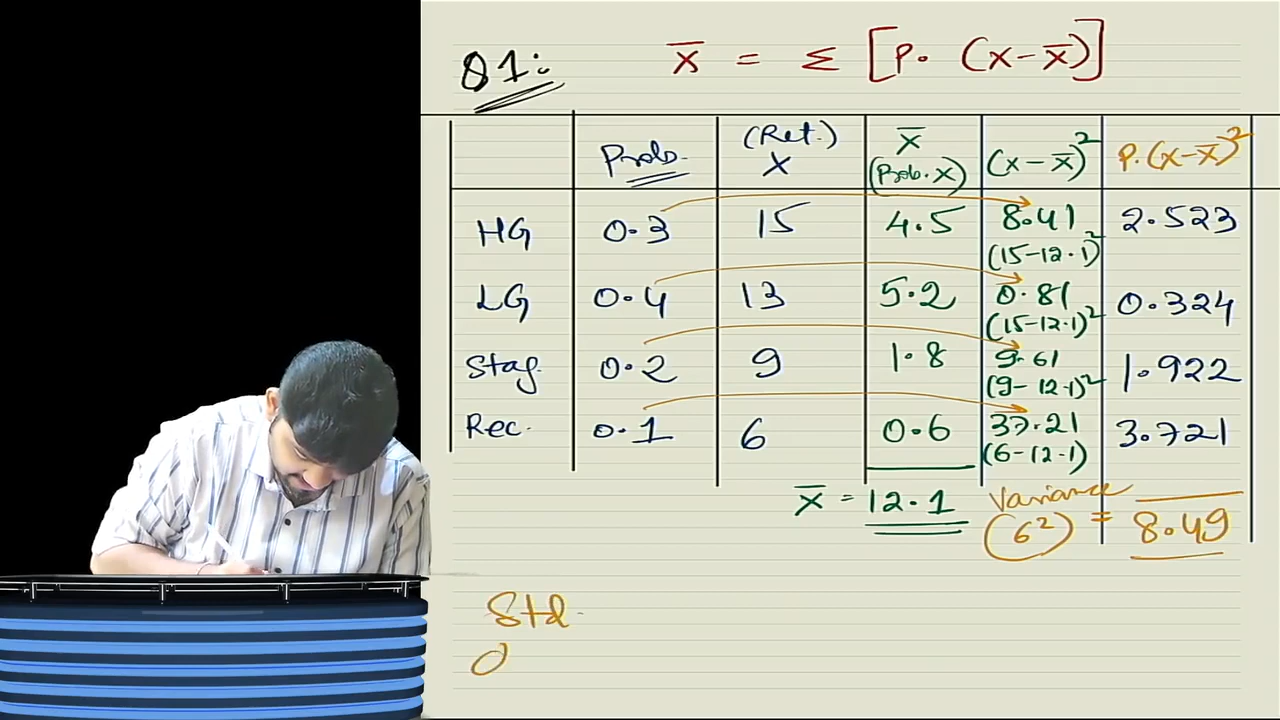 Q1:
x̄ = Σ [P. (x-x̄)]
Prob.
(Ret.) X
x̄ (Prob. X)
(x-x̄)²
P.(x-x̄)²
HG 0.3 15 4.5 8.41 2.523
(15-12.1)²
LG 0.4 13 5.2 0.81 0.324
(15-12.1)²
Stag. 0.2 9 1.8 9.61 1.922
(9-12.1)²
Rec. 0.1 6 0.6 37.21 3.721
(6-12.1)
x̄ = 12.1
Variance
(6²) = 8.49
Std.